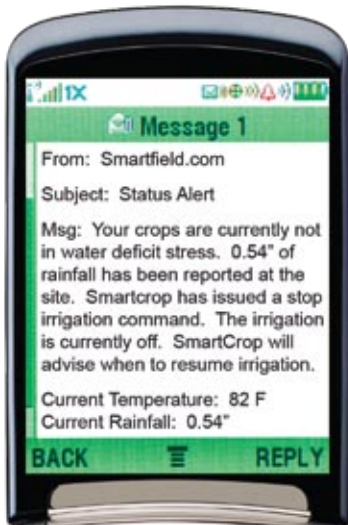 1X
Message 1
From: Smartfield.com
Subject: Status Alert
Msg: Your crops are currently not
in water deficit stress. 0.54" of
rainfall has been reported at the
site. Smartcrop has issued a stop
irrigation command. The irrigation
is currently off. SmartCrop will
advise when to resume irrigation.
Current Temperature: 82 F
Current Rainfall: 0.54"
BACK REPLY